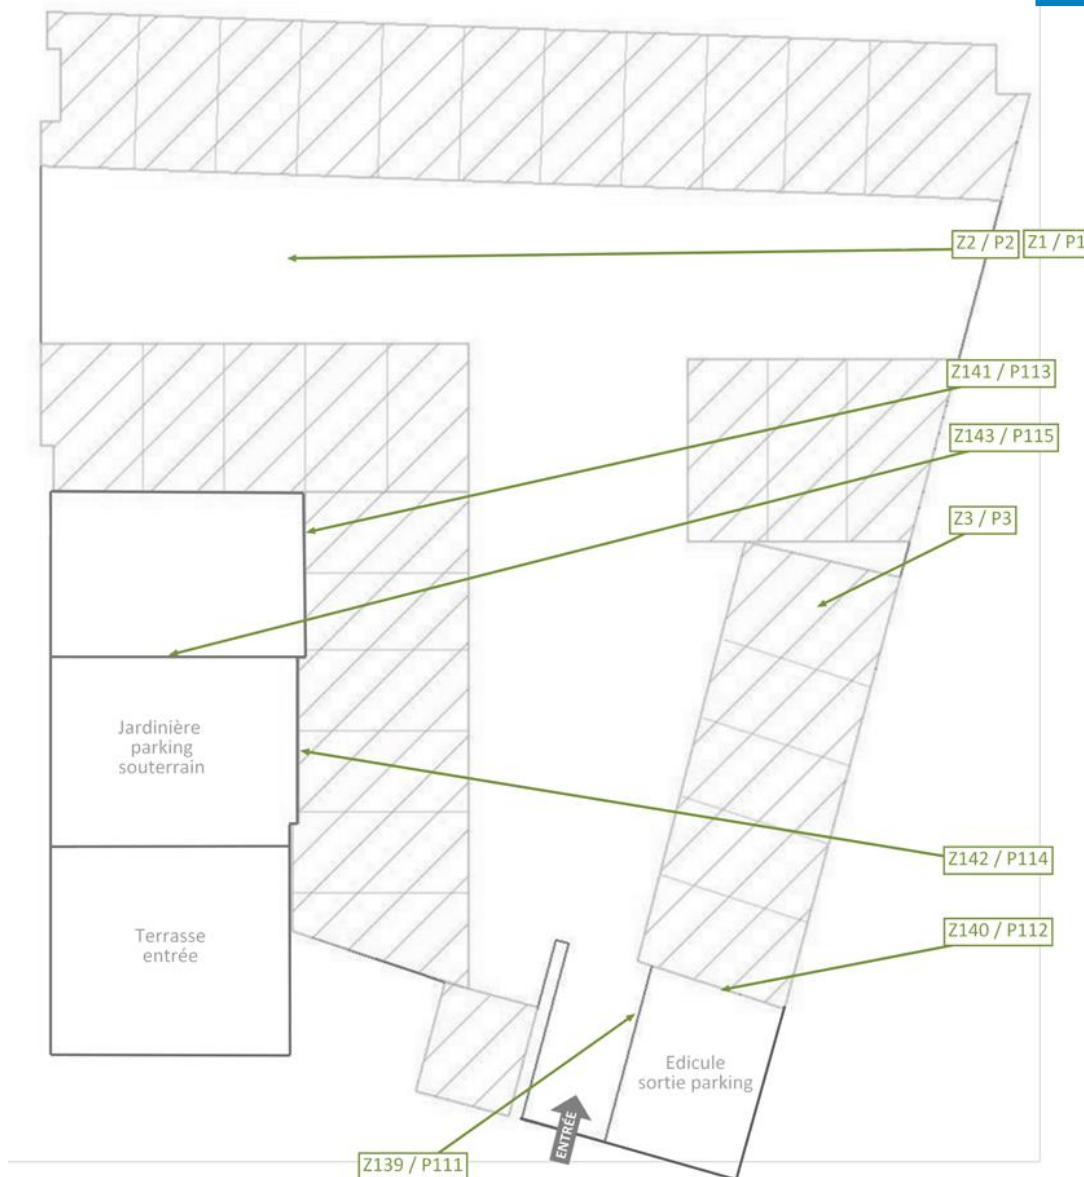 Z2 / P2
Z1 / P1
Z141 / P113
Z143 / P115
Z3 / P3
Jardinière
parking
souterrain
Z142 / P114
Terrasse
entrée
Z140 / P112
Edicule
sortie parking
ENTRÉE
Z139 / P111